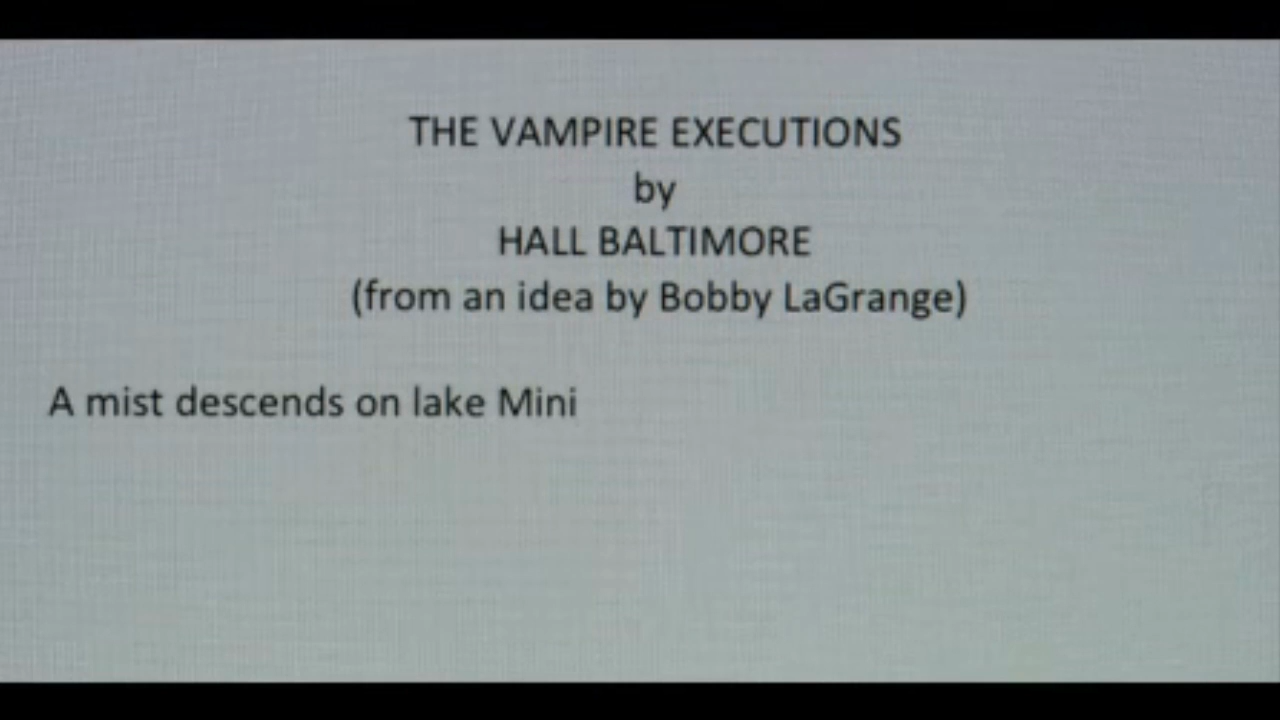 THE VAMPIRE EXECUTIONS
by
HALL BALTIMORE
(from an idea by Bobby LaGrange)
A mist descends on lake Mini